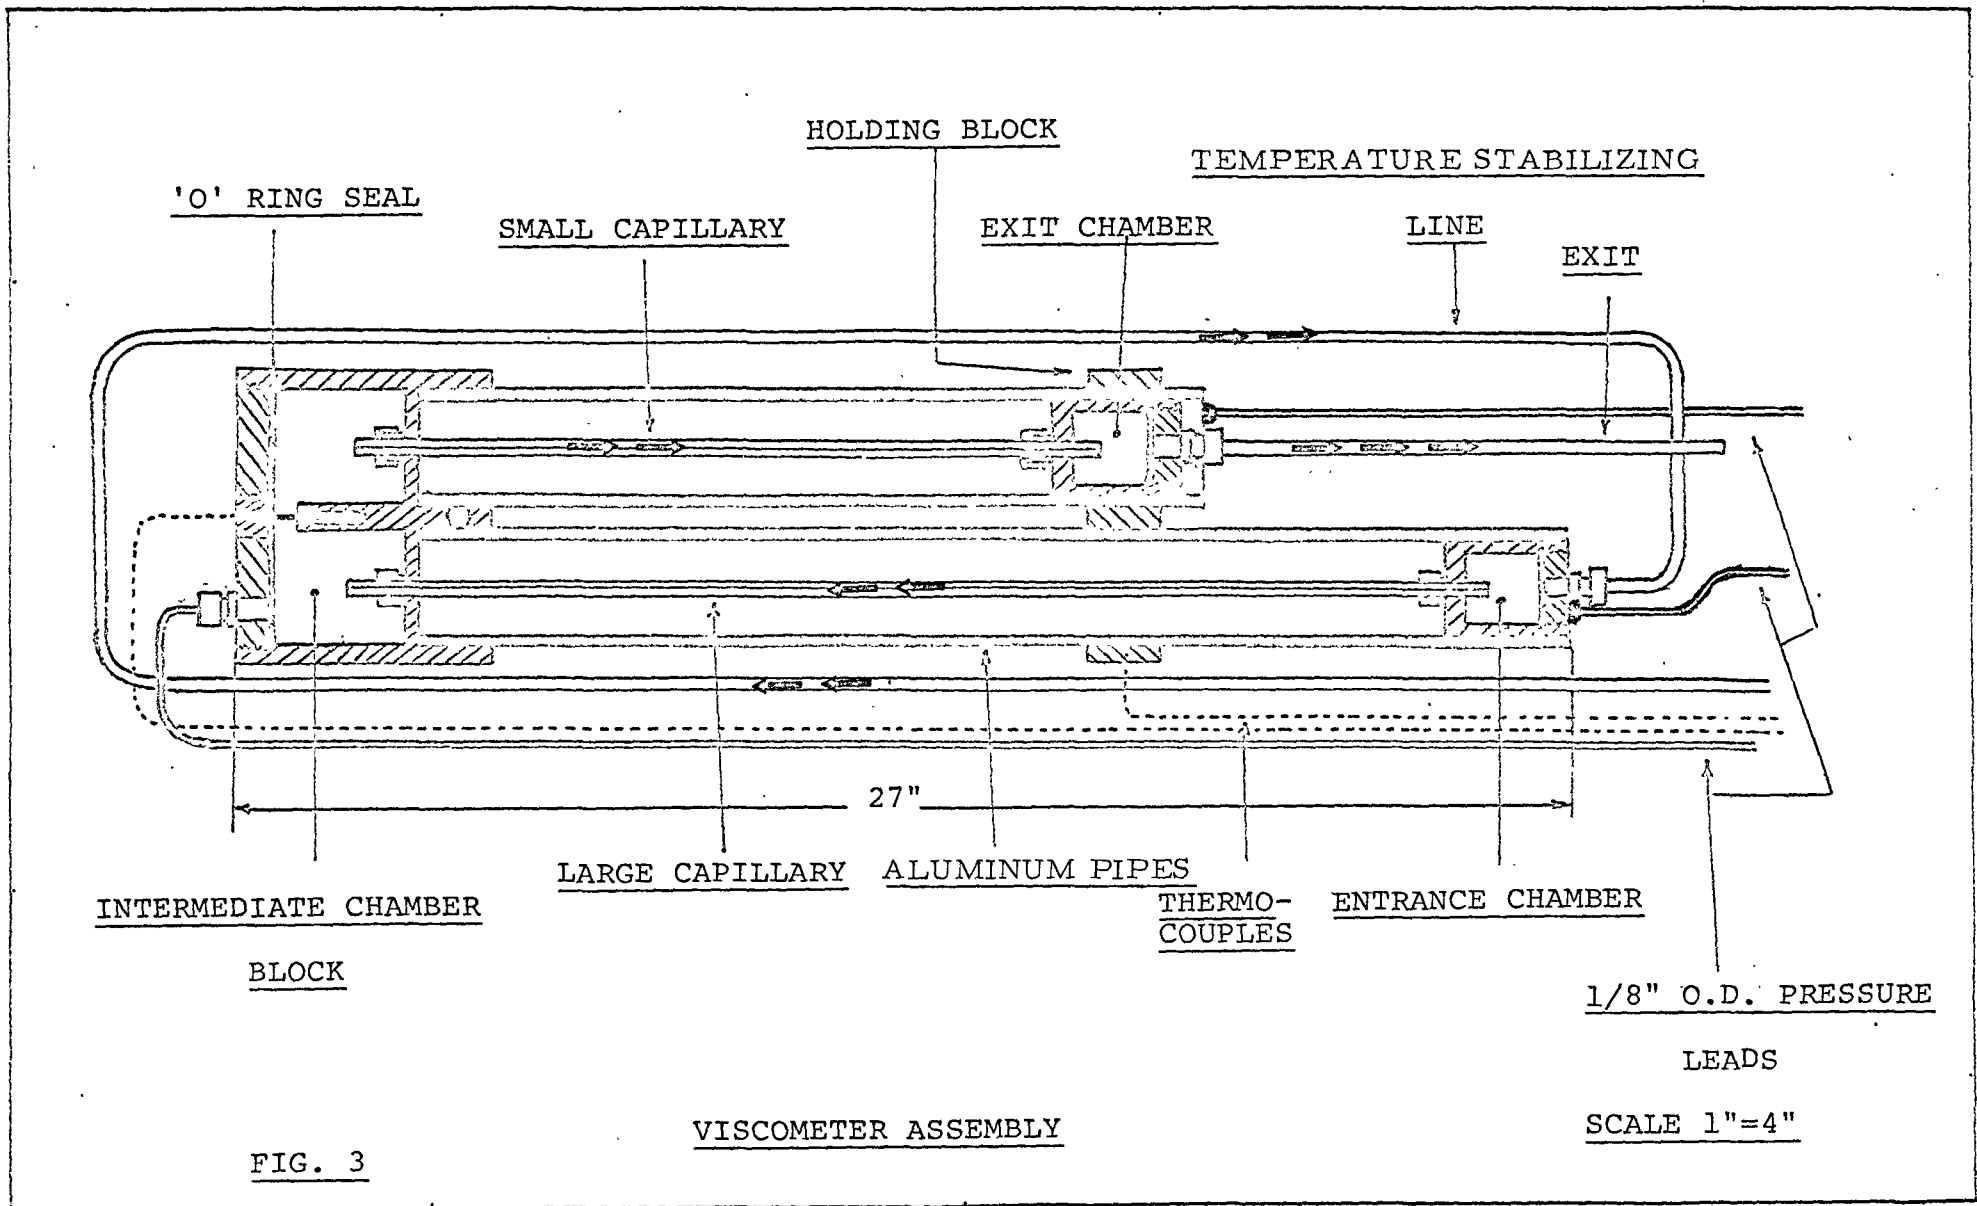 HOLDING BLOCK
TEMPERATURE STABILIZING
LINE
'O' RING SEAL
SMALL CAPILLARY
EXIT CHAMBER
EXIT
27"
LARGE CAPILLARY
ALUMINUM PIPES
THERMO-
COUPLES
ENTRANCE CHAMBER
INTERMEDIATE CHAMBER
BLOCK
1/8" O.D. PRESSURE
LEADS
SCALE 1"=4"
VISCOMETER ASSEMBLY
FIG. 3